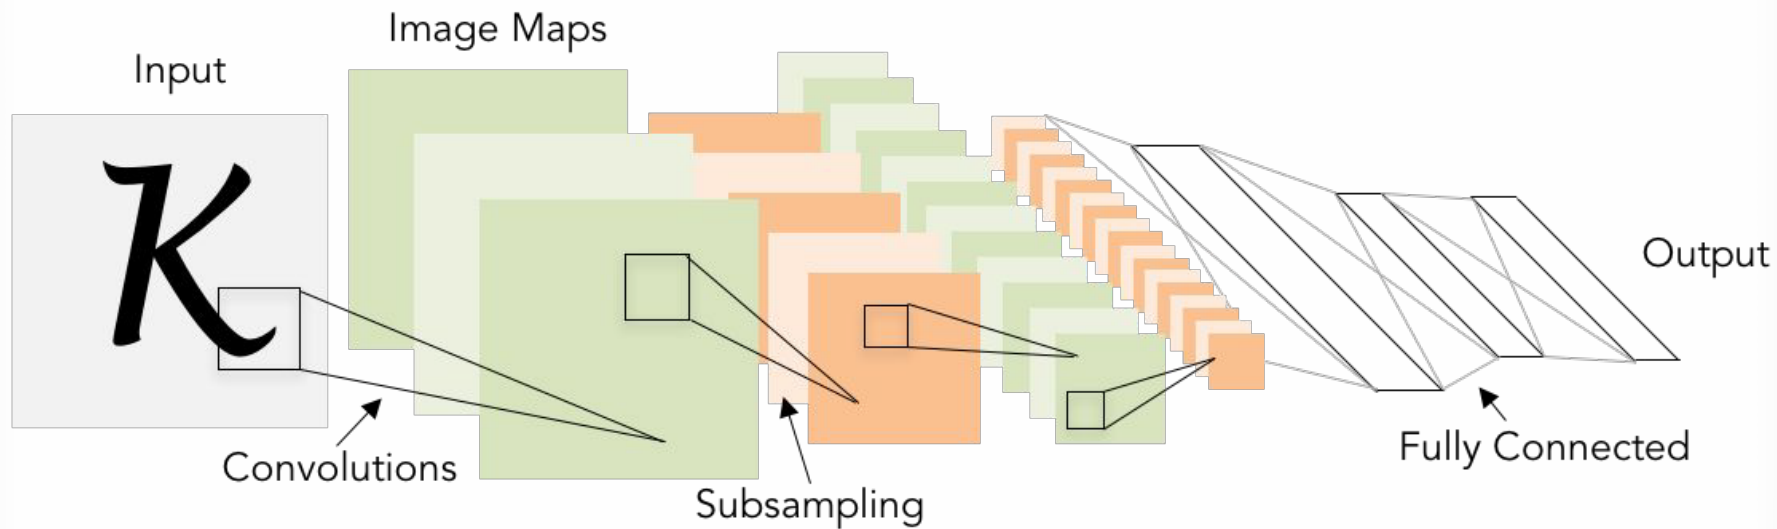 Image Maps
Input
K
Output
Convolutions
Subsampling
Fully Connected